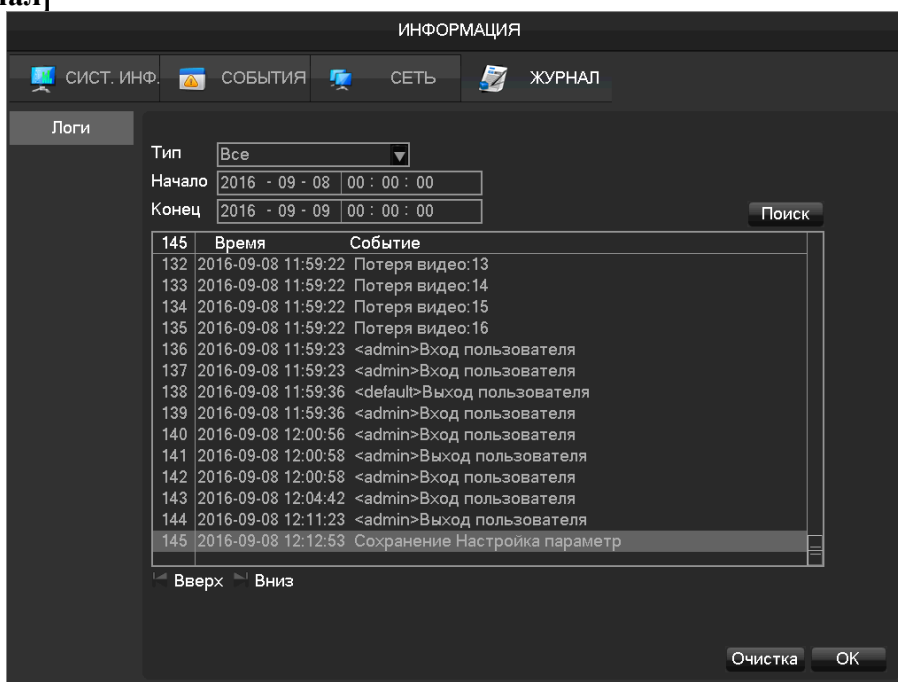 ИНФОРМАЦИЯ
СИСТ. ИНФ. СОБЫТИЯ СЕТЬ ЖУРНАЛ
Логи
Тип Все
Начало 2016 - 09 - 08 00 : 00 : 00
Конец 2016 - 09 - 09 00 : 00 : 00
Поиск
145 Время Событие
132 2016-09-08 11:59:22 Потеря видео:13
133 2016-09-08 11:59:22 Потеря видео:14
134 2016-09-08 11:59:22 Потеря видео:15
135 2016-09-08 11:59:22 Потеря видео:16
136 2016-09-08 11:59:23 <admin>Вход пользователя
137 2016-09-08 11:59:23 <admin>Вход пользователя
138 2016-09-08 11:59:36 <default>Выход пользователя
139 2016-09-08 11:59:36 <admin>Вход пользователя
140 2016-09-08 12:00:56 <admin>Вход пользователя
141 2016-09-08 12:00:58 <admin>Выход пользователя
142 2016-09-08 12:00:58 <admin>Вход пользователя
143 2016-09-08 12:04:42 <admin>Вход пользователя
144 2016-09-08 12:11:23 <admin>Выход пользователя
145 2016-09-08 12:12:53 Сохранение Настройка параметр
Вверх Вниз
Очистка OK